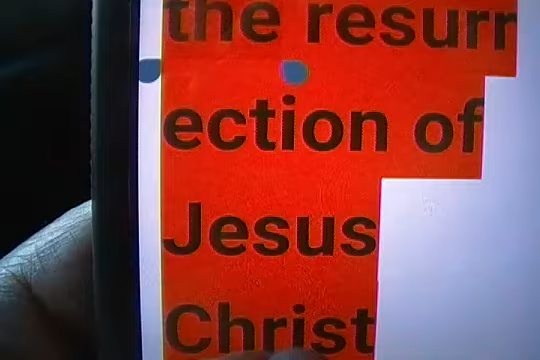 the resurr
ection of
Jesus
Christ